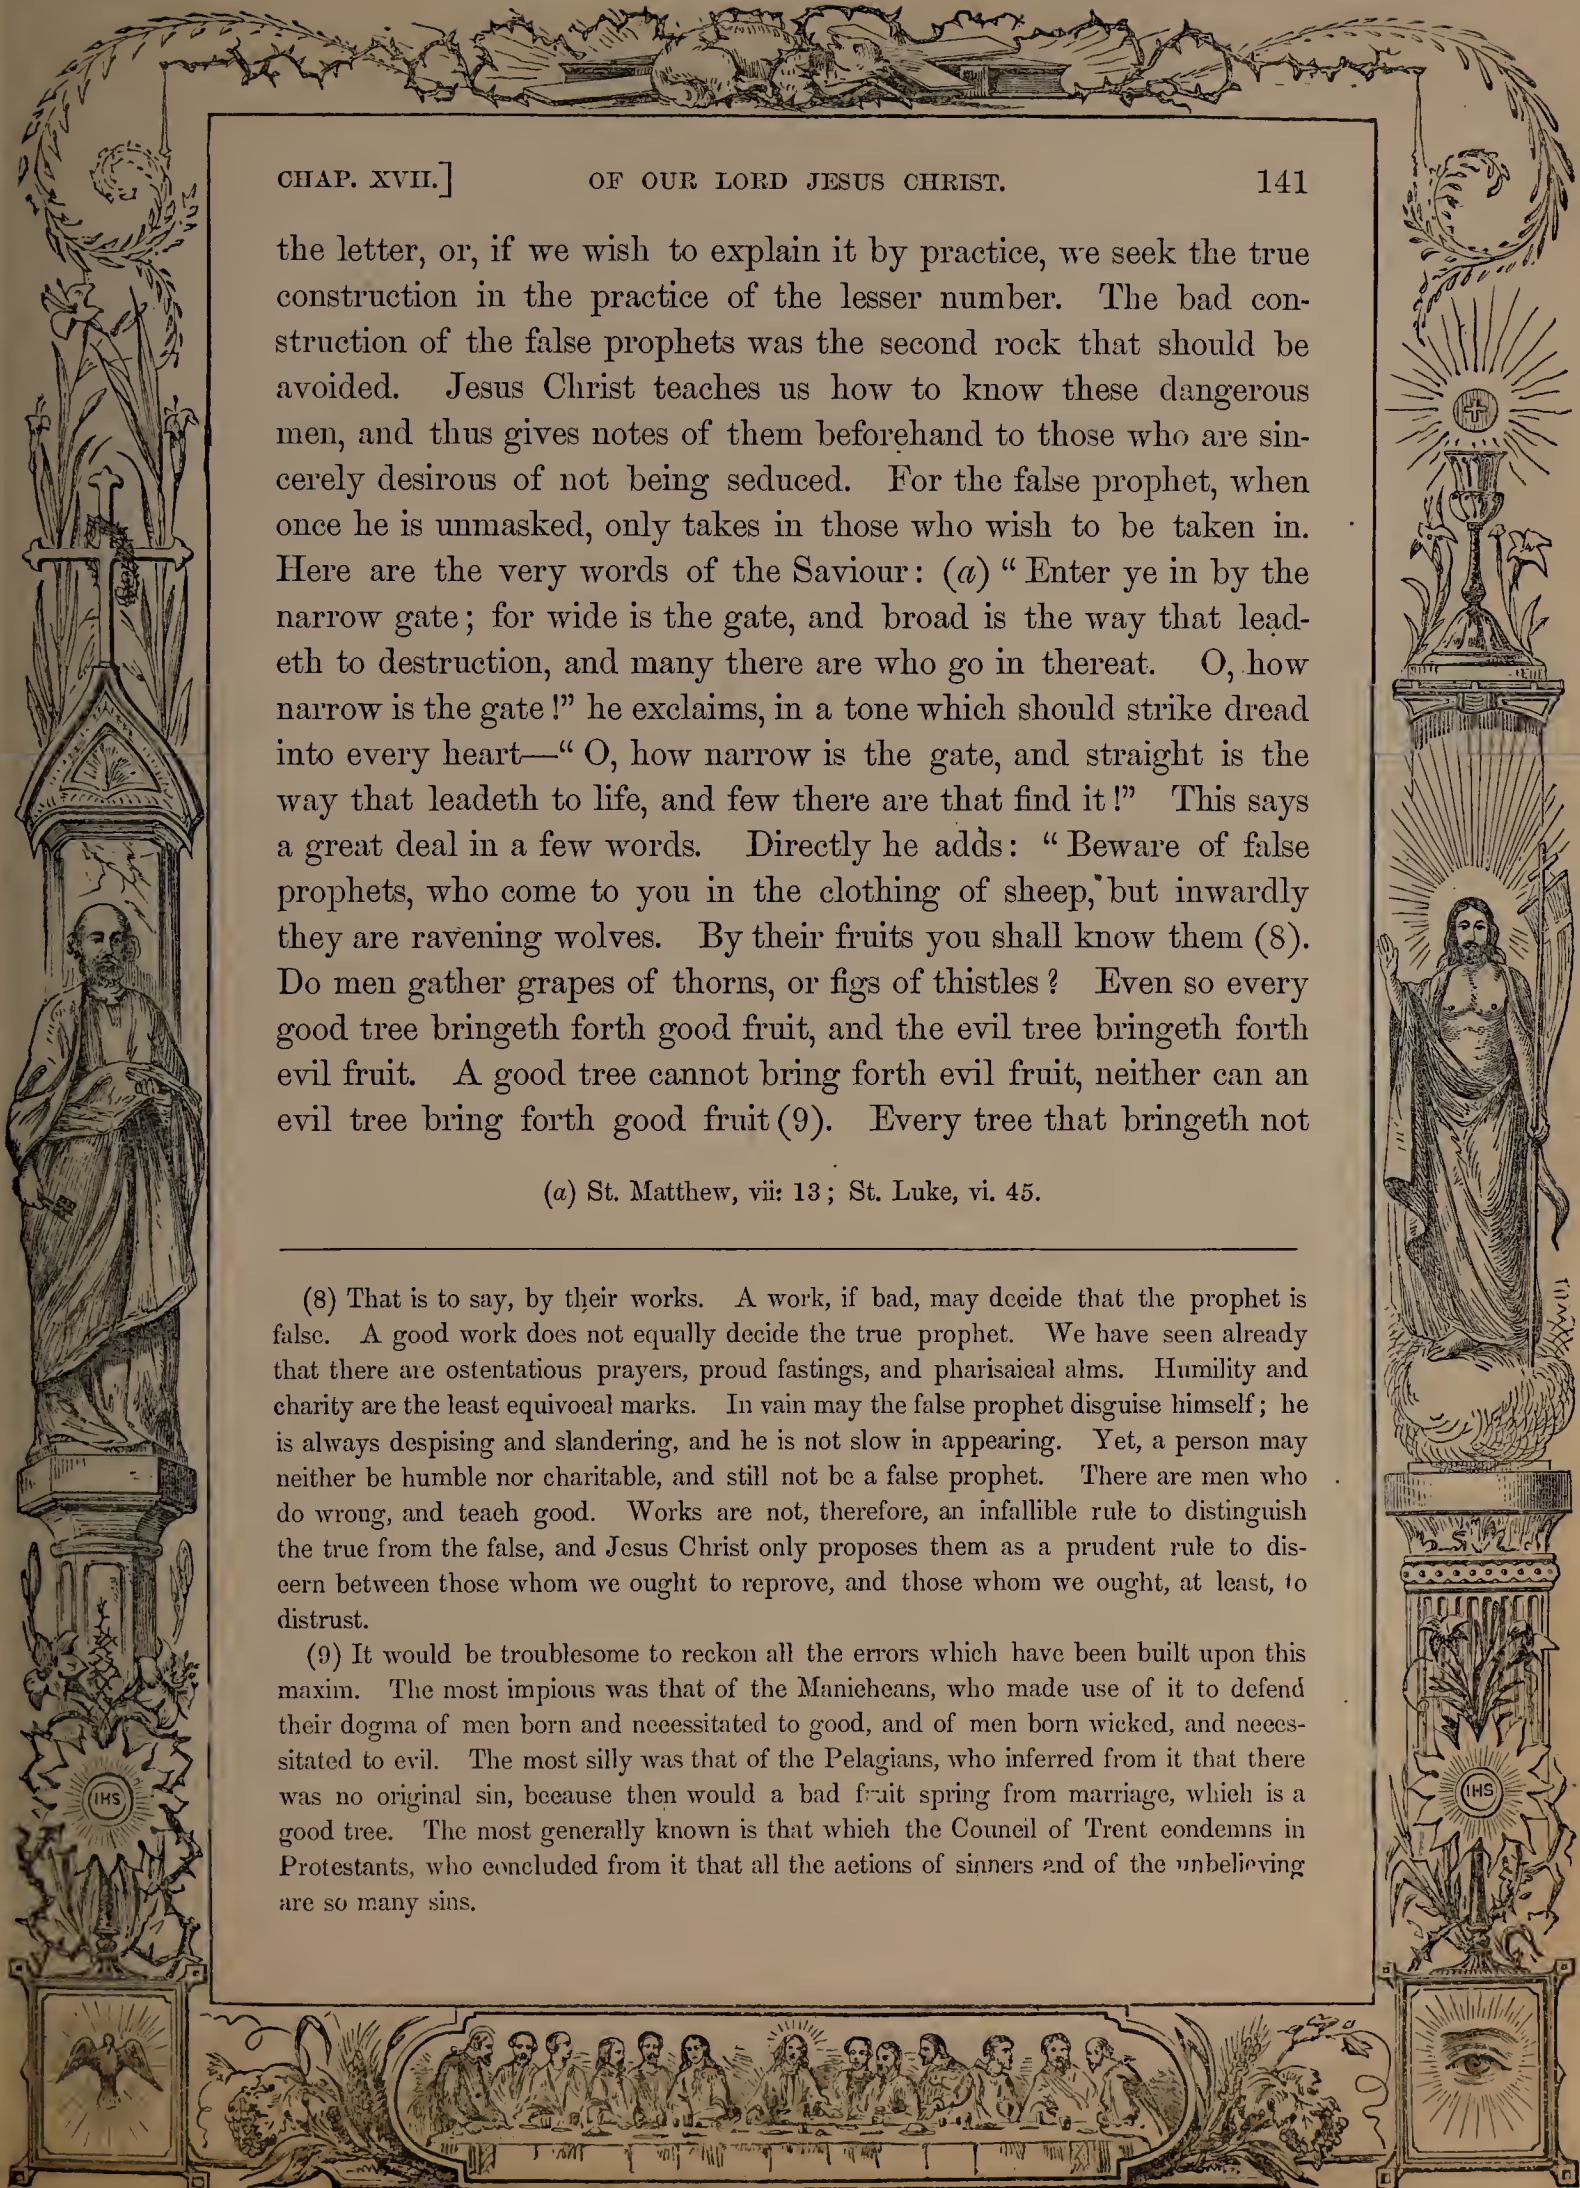 CHAP. XVII.] OF OUR LORD JESUS CHRIST. 141
the letter, or, if we wish to explain it by practice, we seek the true
construction in the practice of the lesser number. The bad con-
struction of the false prophets was the second rock that should be
avoided. Jesus Christ teaches us how to know these dangerous
men, and thus gives notes of them beforehand to those who are sin-
cerely desirous of not being seduced. For the false prophet, when
once he is unmasked, only takes in those who wish to be taken in.
Here are the very words of the Saviour: (a) “ Enter ye in by the
narrow gate; for wide is the gate, and broad is the way that lead-
eth to destruction, and many there are who go in thereat. O, how
narrow is the gate!” he exclaims, in a tone which should strike dread
into every heart—“ O, how narrow is the gate, and straight is the
way that leadeth to life, and few there are that find it!” This says
a great deal in a few words. Directly he adds: “ Beware of false
prophets, who come to you in the clothing of sheep, but inwardly
they are ravening wolves. By their fruits you shall know them (8).
Do men gather grapes of thorns, or figs of thistles? Even so every
good tree bringeth forth good fruit, and the evil tree bringeth forth
evil fruit. A good tree cannot bring forth evil fruit, neither can an
evil tree bring forth good fruit (9). Every tree that bringeth not
(a) St. Matthew, vii: 13; St. Luke, vi. 45.
(8) That is to say, by their works. A work, if bad, may decide that the prophet is
false. A good work does not equally decide the true prophet. We have seen already
that there are ostentatious prayers, proud fastings, and pharisaical alms. Humility and
charity are the least equivocal marks. In vain may the false prophet disguise himself; he
is always despising and slandering, and he is not slow in appearing. Yet, a person may
neither be humble nor charitable, and still not be a false prophet. There are men who
do wrong, and teach good. Works are not, therefore, an infallible rule to distinguish
the true from the false, and Jesus Christ only proposes them as a prudent rule to dis-
cern between those whom we ought to reprove, and those whom we ought, at least, to
distrust.
(9) It would be troublesome to reckon all the errors which have been built upon this
maxim. The most impious was that of the Manicheans, who made use of it to defend
their dogma of men born and necessitated to good, and of men born wicked, and neces-
sitated to evil. The most silly was that of the Pelagians, who inferred from it that there
was no original sin, because then would a bad fruit spring from marriage, which is a
good tree. The most generally known is that which the Council of Trent condemns in
Protestants, who concluded from it that all the actions of sinners and of the unbelieving
are so many sins.
IHS
IHS